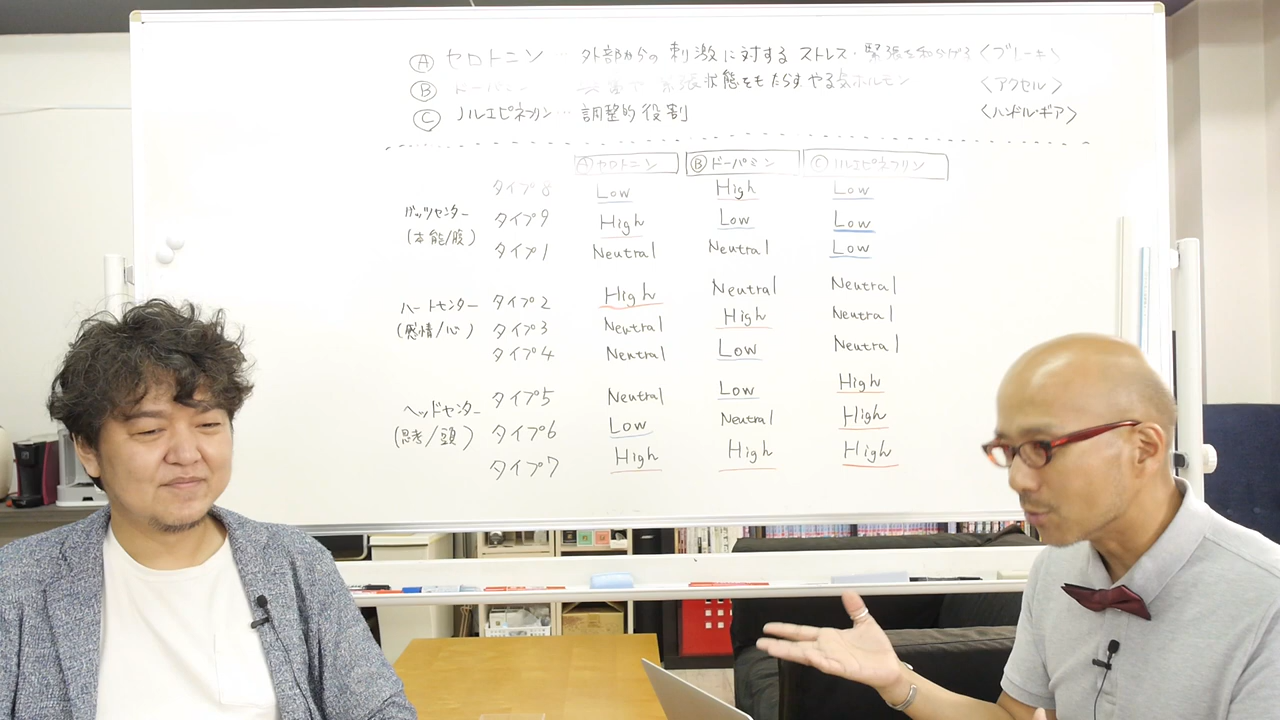 Ⓐ セロトニン … 外部からの刺激に対するストレス・緊張を和らげる〈ブレーキ〉
Ⓑ ドーパミン 緊張状態をもたらすやる気ホルモン 〈アクセル〉
Ⓒ ノルエピネフリン … 調整的役割 〈ハンドル・ギア〉
Ⓐセロトニン Ⓑドーパミン Ⓒノルエピネフリン
タイプ8 Low High Low
ガッツセンター タイプ9 High Low Low
(本能/腹) タイプ1 Neutral Neutral Low
ハートセンター タイプ2 High Neutral Neutral
(感情/心) タイプ3 Neutral High Neutral
タイプ4 Neutral Low Neutral
ヘッドセンター タイプ5 Neutral Low High
(思考/頭) タイプ6 Low Neutral High
タイプ7 High High High